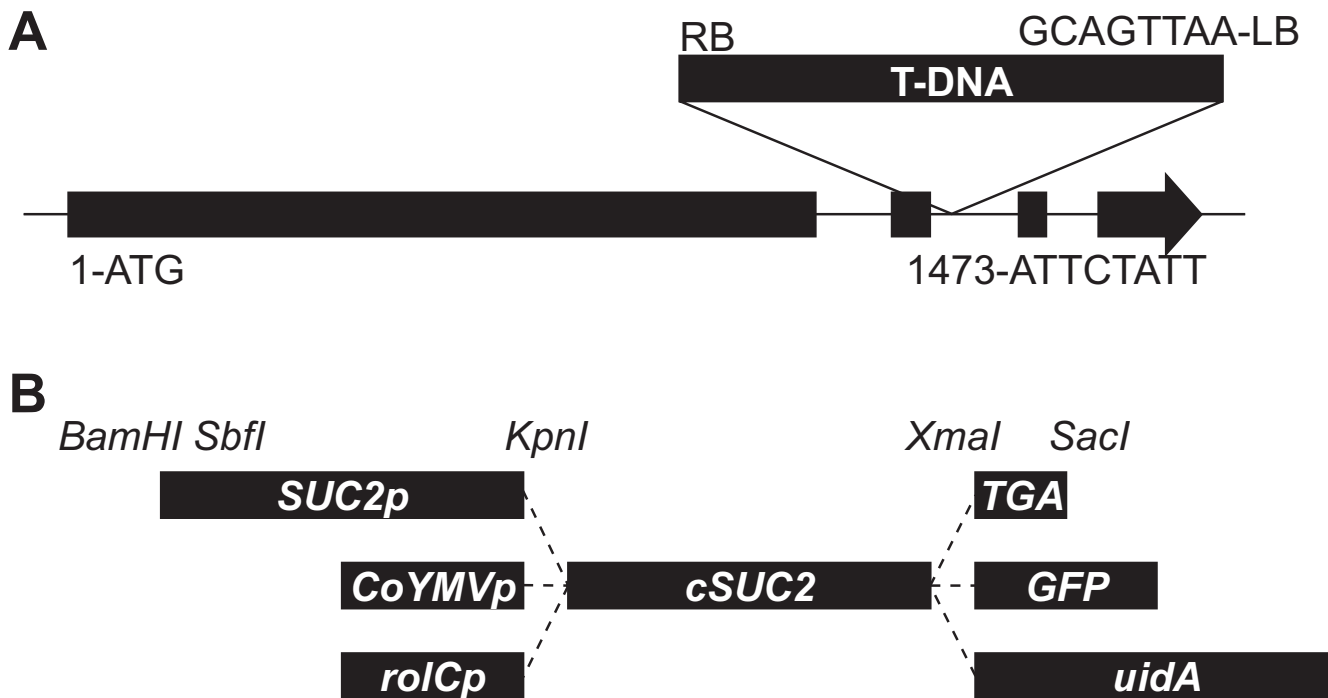 A
RB GCAGTTAA-LB
T-DNA
1-ATG 1473-ATTCTATT
B
BamHI SbfI KpnI XmaI SacI
SUC2p TGA
CoYMVp cSUC2 GFP
rolCp uidA